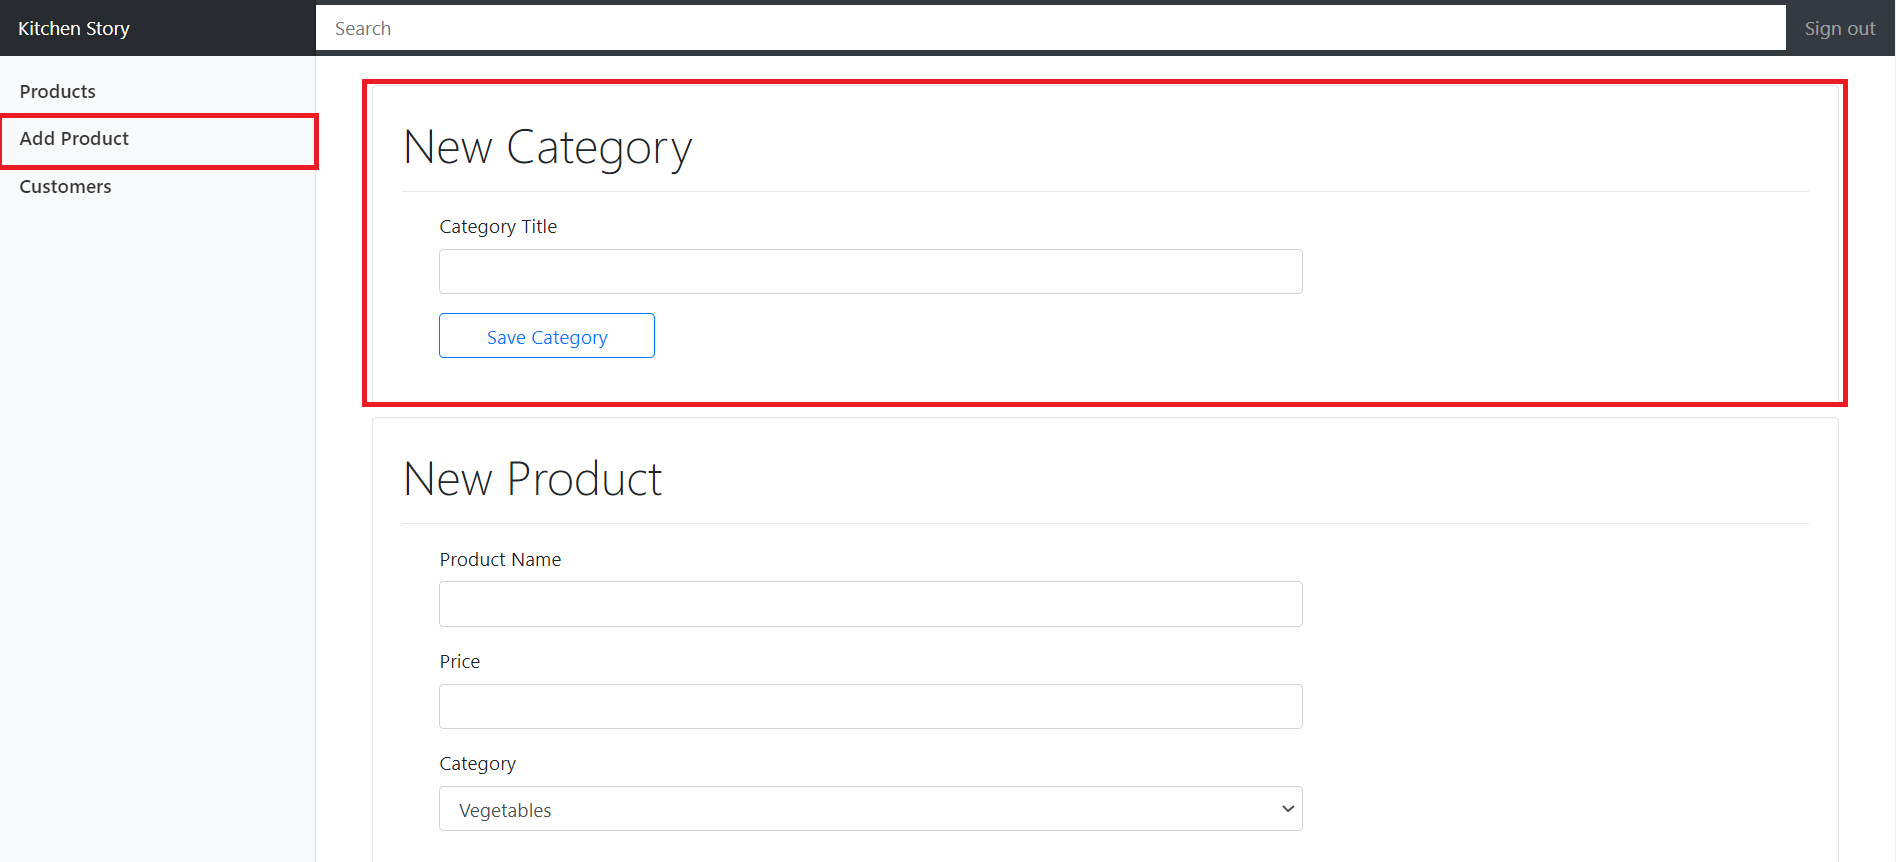 Kitchen Story
Search
Sign out
Products
Add Product
Customers
New Category
Category Title
Save Category
New Product
Product Name
Price
Category
Vegetables